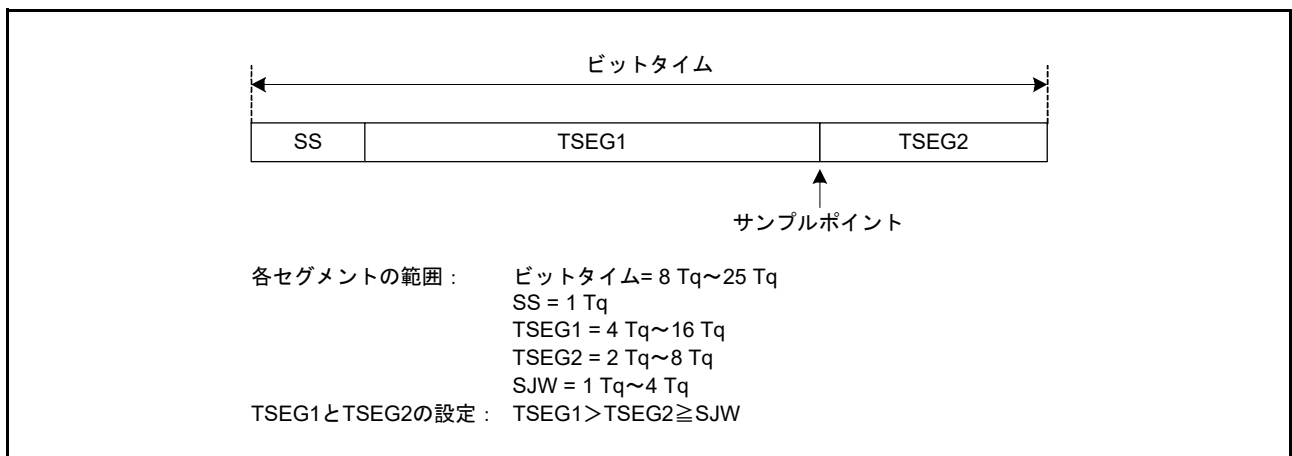 ビットタイム
SS TSEG1 TSEG2
サンプルポイント
各セグメントの範囲： ビットタイム= 8 Tq～25 Tq
SS = 1 Tq
TSEG1 = 4 Tq～16 Tq
TSEG2 = 2 Tq～8 Tq
SJW = 1 Tq～4 Tq
TSEG1とTSEG2の設定： TSEG1＞TSEG2≧SJW